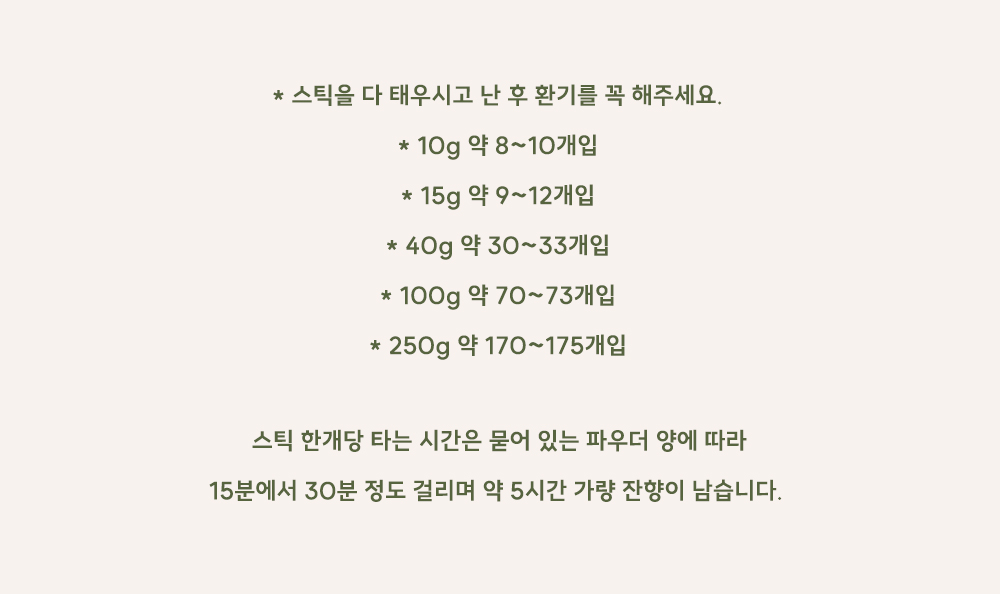 * 스틱을 다 태우시고 난 후 환기를 꼭 해주세요.
* 10g 약 8~10개입
* 15g 약 9~12개입
* 40g 약 30~33개입
* 100g 약 70~73개입
* 250g 약 170~175개입
스틱 한개당 타는 시간은 묻어 있는 파우더 양에 따라
15분에서 30분 정도 걸리며 약 5시간 가량 잔향이 남습니다.